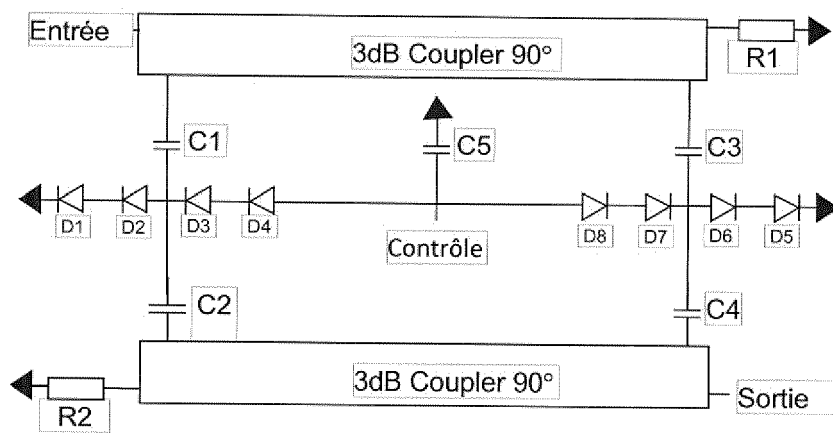 Entrée
3dB Coupler 90°
R1
C1
C5
C3
D1
D2
D3
D4
Contrôle
D8
D7
D6
D5
C2
C4
3dB Coupler 90°
R2
Sortie